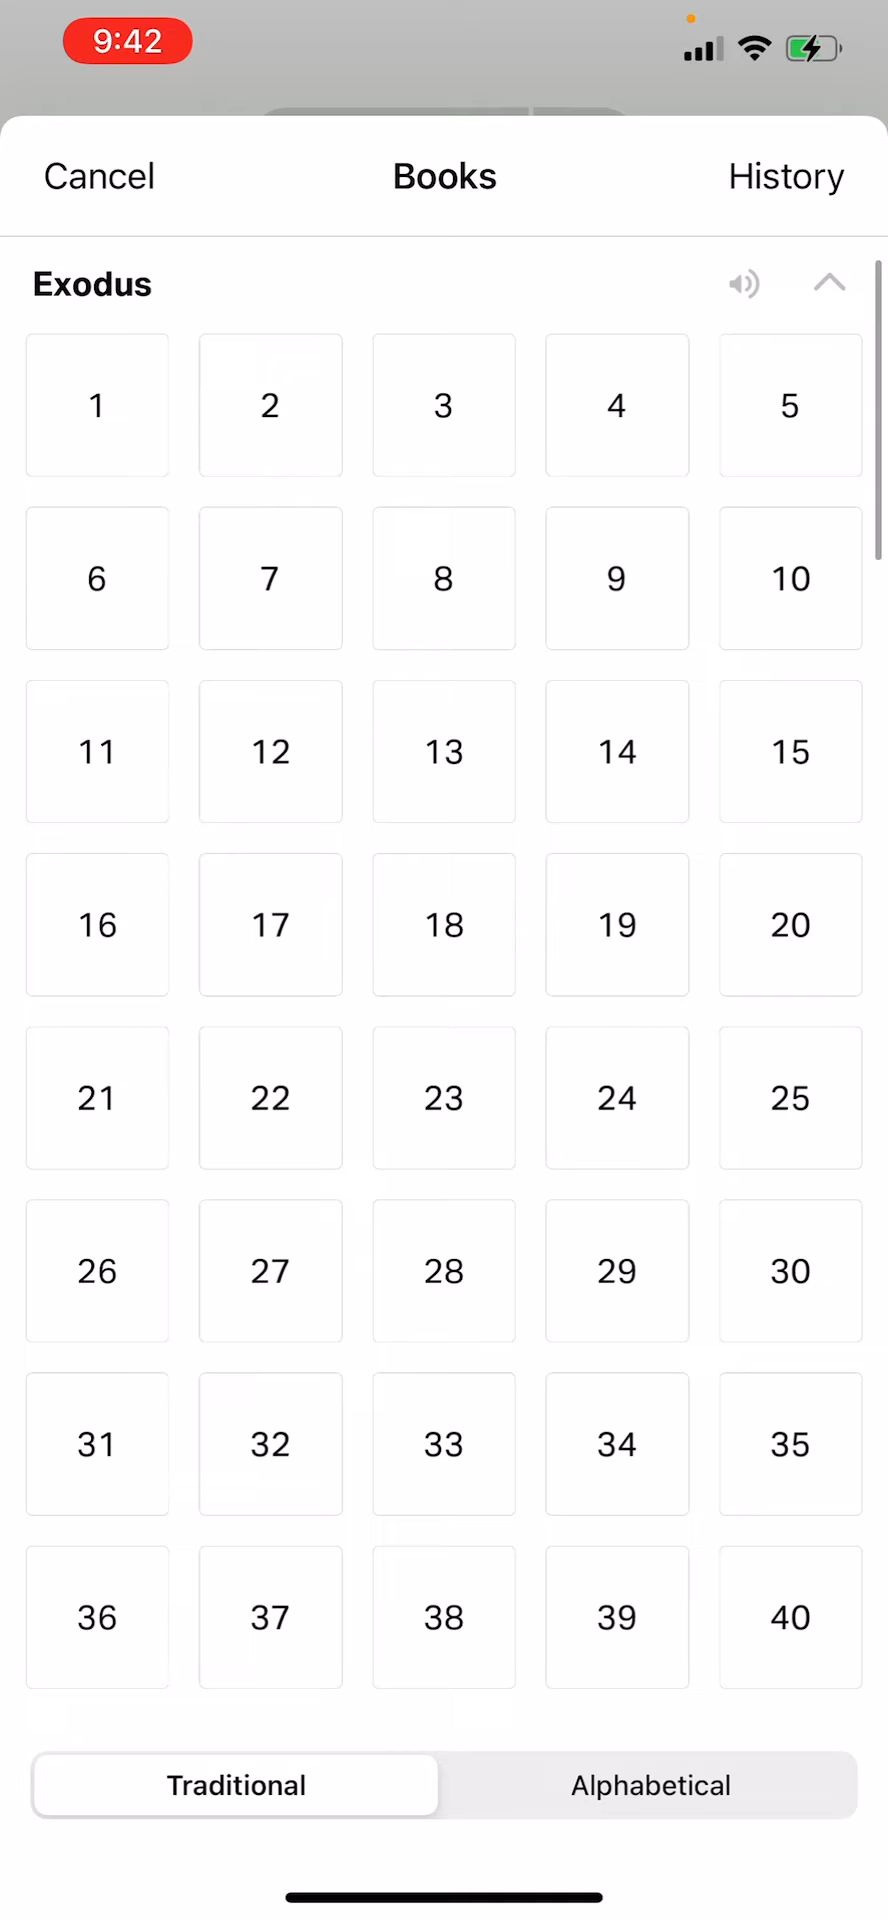 9:42
Cancel Books History
Exodus
1 2 3 4 5
6 7 8 9 10
11 12 13 14 15
16 17 18 19 20
21 22 23 24 25
26 27 28 29 30
31 32 33 34 35
36 37 38 39 40
Traditional Alphabetical